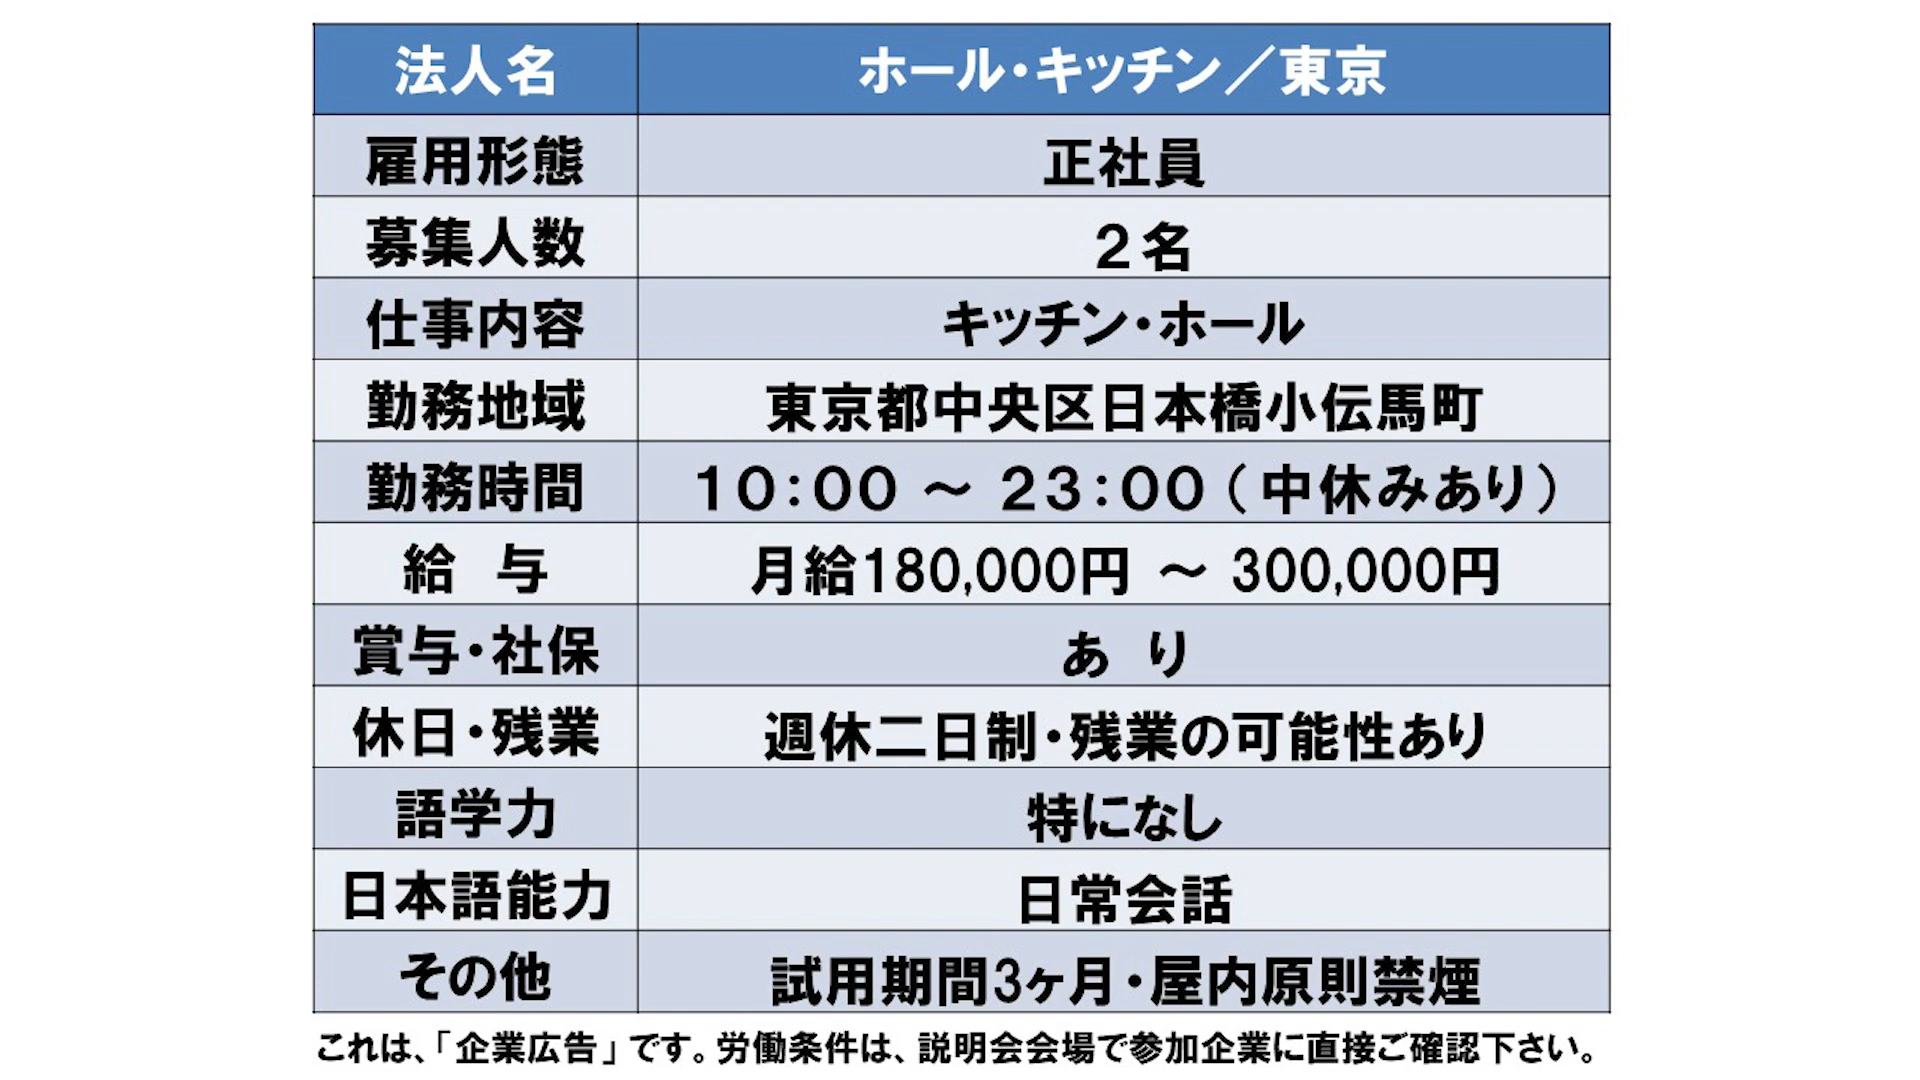 法人名 ホール・キッチン／東京
雇用形態 正社員
募集人数 ２名
仕事内容 キッチン・ホール
勤務地域 東京都中央区日本橋小伝馬町
勤務時間 １０：００ ～ ２３：００（中休みあり）
給　与 月給180,000円 ～ 300,000円
賞与・社保 あ　り
休日・残業 週休二日制・残業の可能性あり
語学力 特になし
日本語能力 日常会話
その他 試用期間3ヶ月・屋内原則禁煙
これは、「企業広告」です。労働条件は、説明会会場で参加企業に直接ご確認下さい。